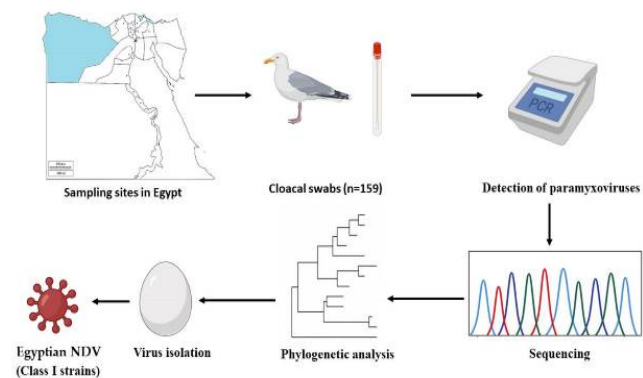 Sampling sites in Egypt
Cloacal swabs (n=159)
PCR
Detection of paramyxoviruses
Egyptian NDV
(Class I strains)
Virus isolation
Phylogenetic analysis
Sequencing